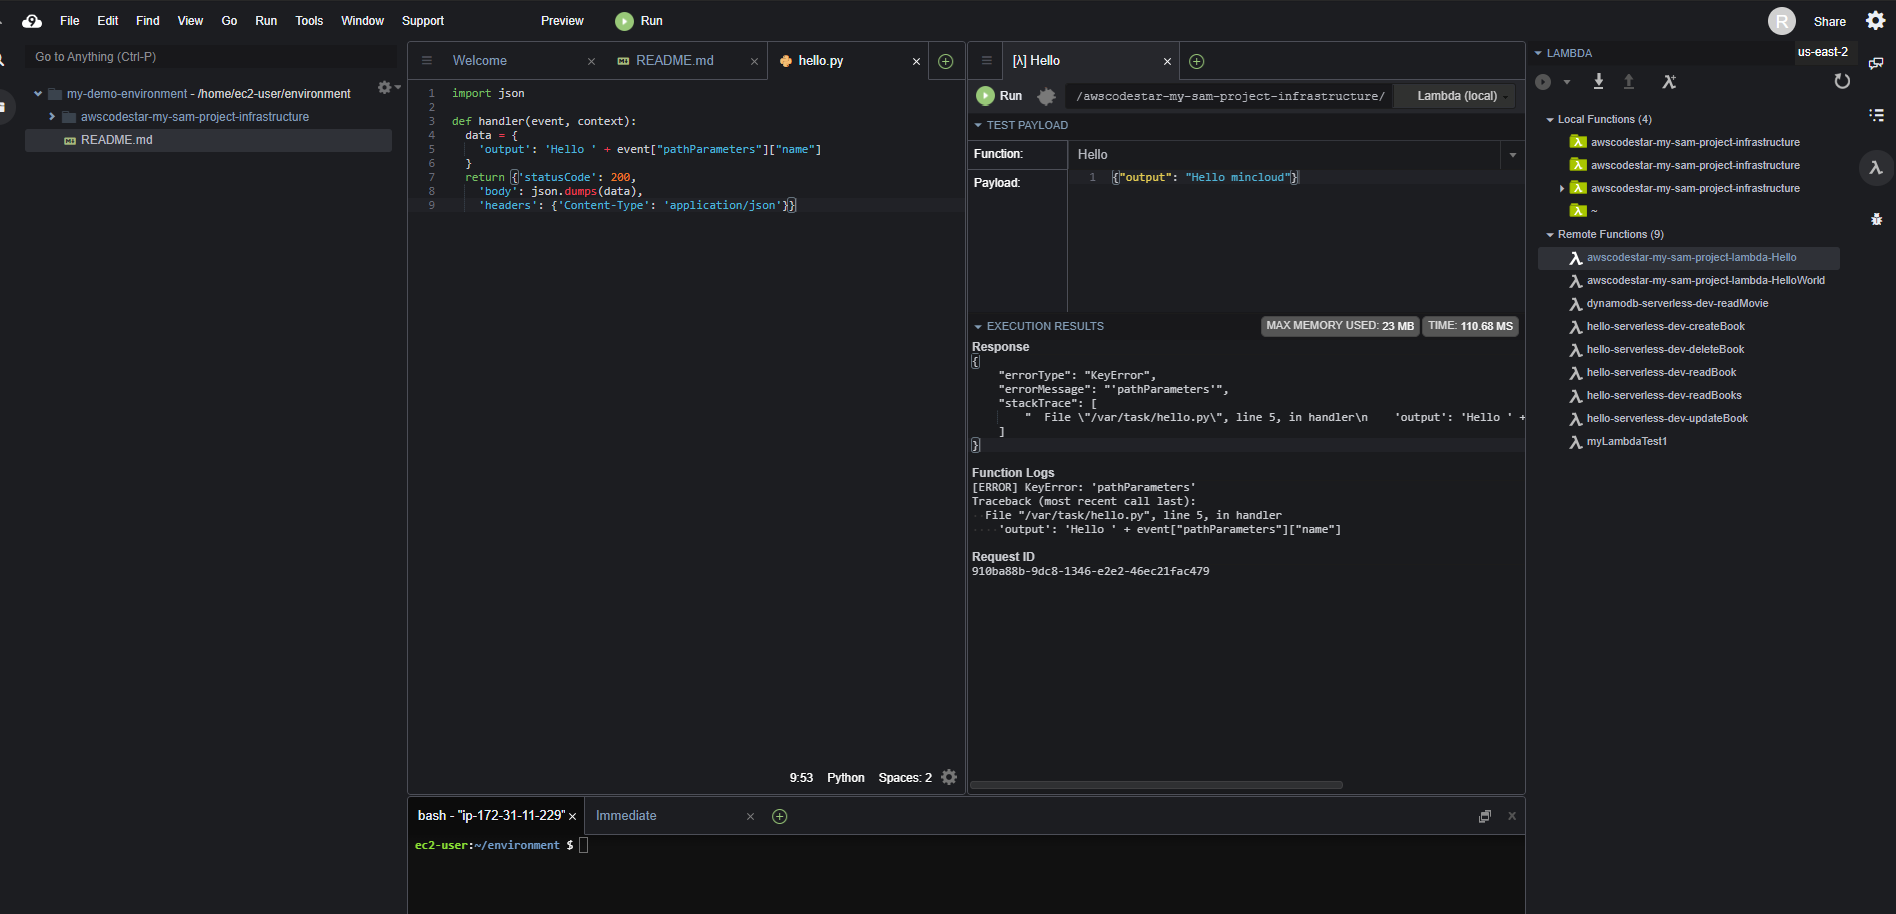 File Edit Find View Go Run Tools Window Support Preview Run R Share
Go to Anything (Ctrl-P)
my-demo-environment - /home/ec2-user/environment
awscodestar-my-sam-project-infrastructure
README.md
Welcome README.md hello.py
1 import json
2
3 def handler(event, context):
4 data = {
5 'output': 'Hello ' + event["pathParameters"]["name"]
6 }
7 return {'statusCode': 200,
8 'body': json.dumps(data),
9 'headers': {'Content-Type': 'application/json'}}
9:53 Python Spaces: 2
[λ] Hello
Run /awscodestar-my-sam-project-infrastructure/ Lambda (local)
TEST PAYLOAD
Function: Hello
Payload: 1 {"output": "Hello mincloud"}
EXECUTION RESULTS MAX MEMORY USED: 23 MB TIME: 110.68 MS
Response
{
"errorType": "KeyError",
"errorMessage": "'pathParameters'",
"stackTrace": [
" File \"/var/task/hello.py\", line 5, in handler\n 'output': 'Hello ' +
]
}
Function Logs
[ERROR] KeyError: 'pathParameters'
Traceback (most recent call last):
File "/var/task/hello.py", line 5, in handler
'output': 'Hello ' + event["pathParameters"]["name"]
Request ID
910ba88b-9dc8-1346-e2e2-46ec21fac479
bash - "ip-172-31-11-229" Immediate
ec2-user:~/environment $
LAMBDA us-east-2
Local Functions (4)
awscodestar-my-sam-project-infrastructure
awscodestar-my-sam-project-infrastructure
awscodestar-my-sam-project-infrastructure
~
Remote Functions (9)
awscodestar-my-sam-project-lambda-Hello
awscodestar-my-sam-project-lambda-HelloWorld
dynamodb-serverless-dev-readMovie
hello-serverless-dev-createBook
hello-serverless-dev-deleteBook
hello-serverless-dev-readBook
hello-serverless-dev-readBooks
hello-serverless-dev-updateBook
myLambdaTest1